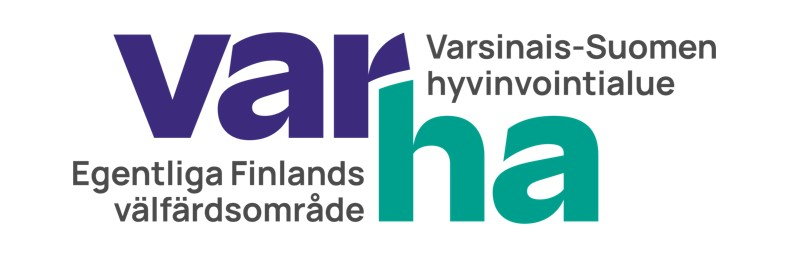 var
Varsinais-Suomen
hyvinvointialue
Egentliga Finlands
välfärdsområde
ha